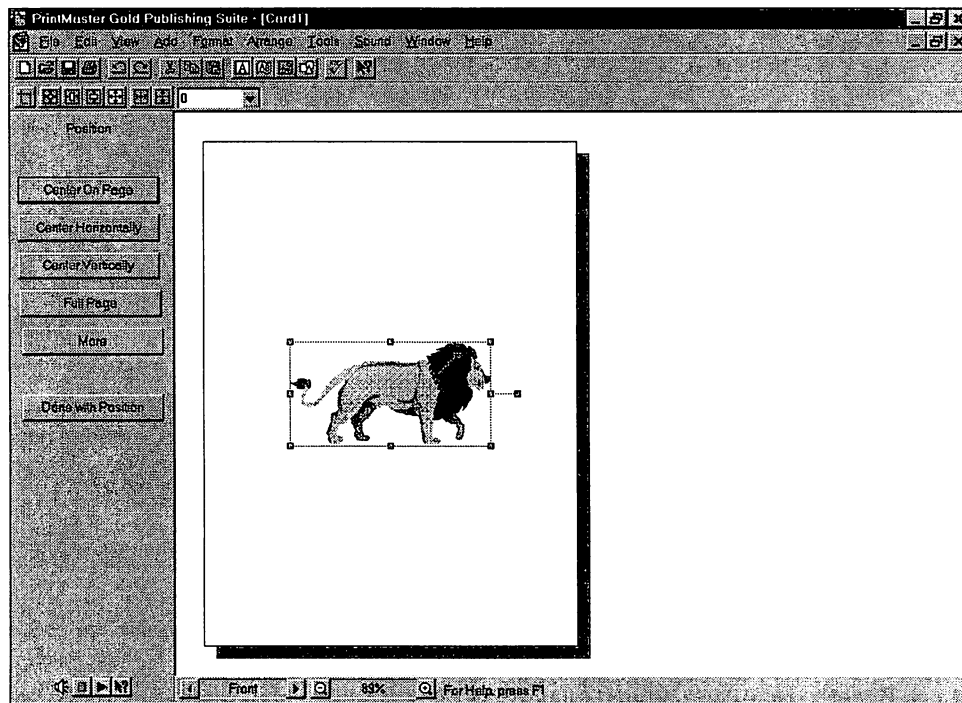 PrintMaster Gold Publishing Suite - [Card1]
File Edit View Add Format Arrange Tools Sound Window Help
0
Position
Center On Page
Center Horizontally
Center Vertically
Full Page
More
Done with Position
Front 83% For Help, press F1